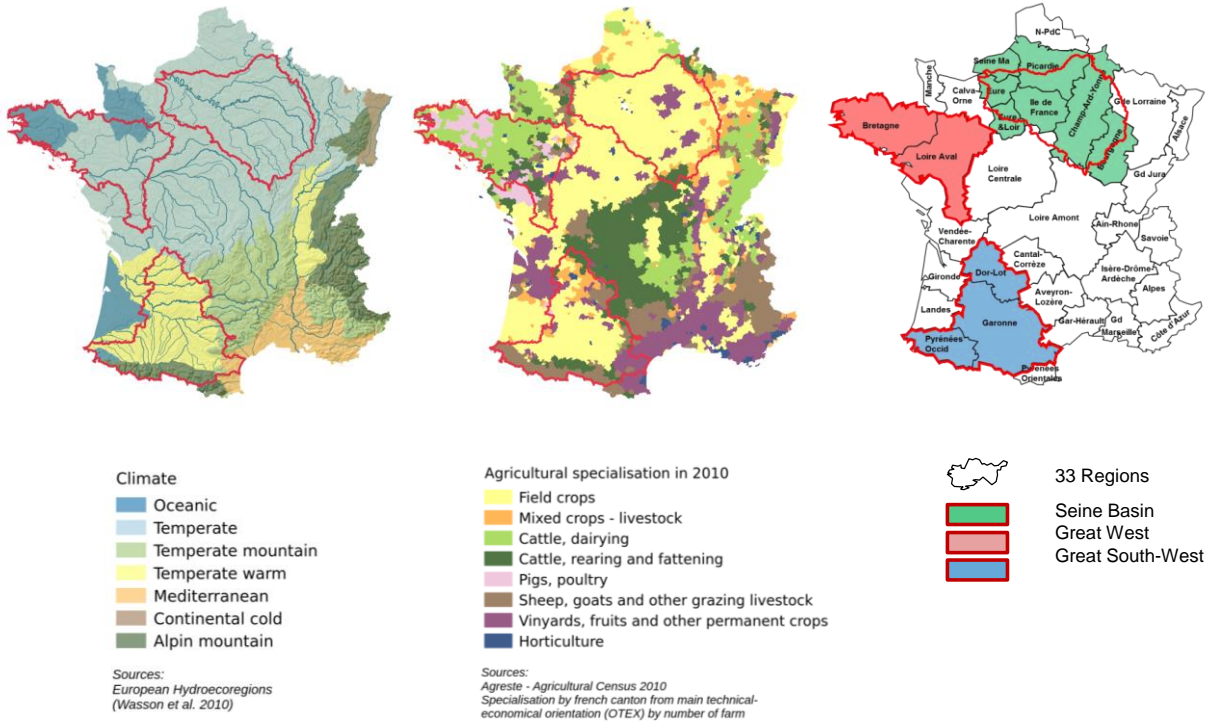 N-PdC
Seine Ma
Picardie
Manche
Calva-
Orne
Eure
Ile de
France
Eure
&Loir
Champ-Ard-Yonne
Gde Lorraine
Alsace
Bourgogne
Bretagne
Loire Aval
Loire
Centrale
Gd Jura
Loire Amont
Vendée-
Charente
Ain-Rhone
Savoie
Cantal-
Corrèze
Gironde
Dor-Lot
Isère-Drôme-
Ardèche
Alpes
Landes
Aveyron-
Lozère
Garonne
Gar-Hérault
Gd
Marseille
Côte d'Azur
Pyrénées
Occid
Pyrénées
Orientales
Climate
Oceanic
Temperate
Temperate mountain
Temperate warm
Mediterranean
Continental cold
Alpin mountain
Sources:
European Hydroecoregions
(Wasson et al. 2010)
Agricultural specialisation in 2010
Field crops
Mixed crops - livestock
Cattle, dairying
Cattle, rearing and fattening
Pigs, poultry
Sheep, goats and other grazing livestock
Vinyards, fruits and other permanent crops
Horticulture
Sources:
Agreste - Agricultural Census 2010
Specialisation by french canton from main technical-
economical orientation (OTEX) by number of farm
33 Regions
Seine Basin
Great West
Great South-West